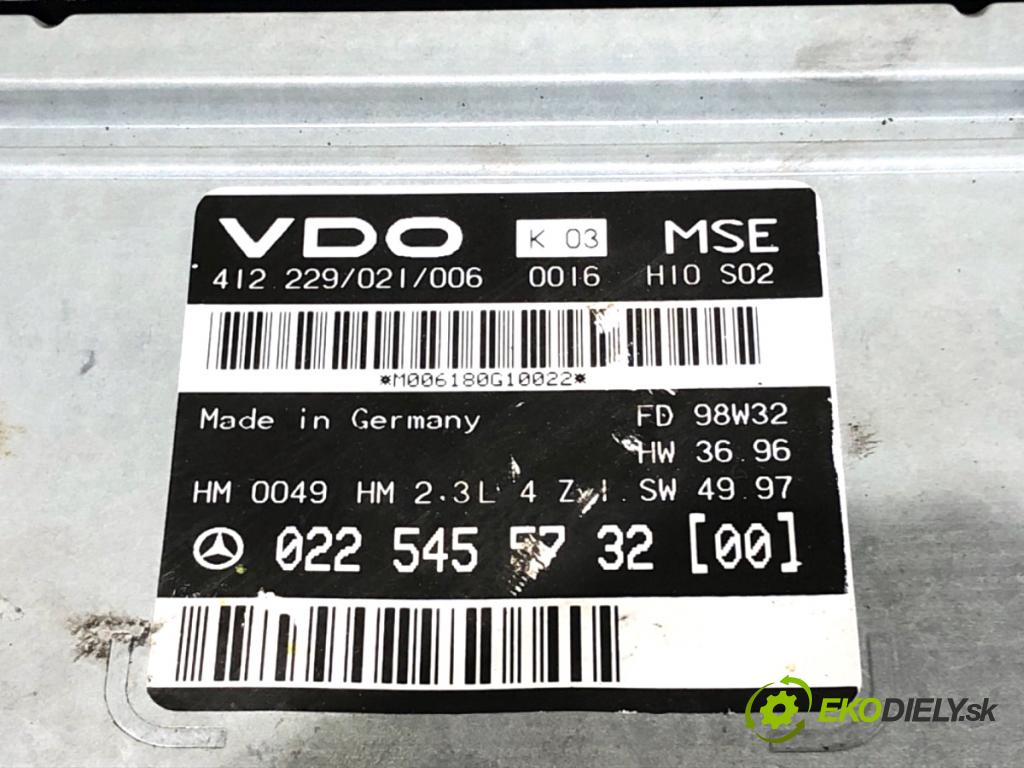 VDO K 03 MSE
412 229/021/006 0016 H10 S02
*M006180G10022*
Made in Germany FD 98W32
HW 36.96
HM 0049 HM 2.3L 4 Zyl. SW 49.97
022 545 57 32 [00]
EKODIELY.sk